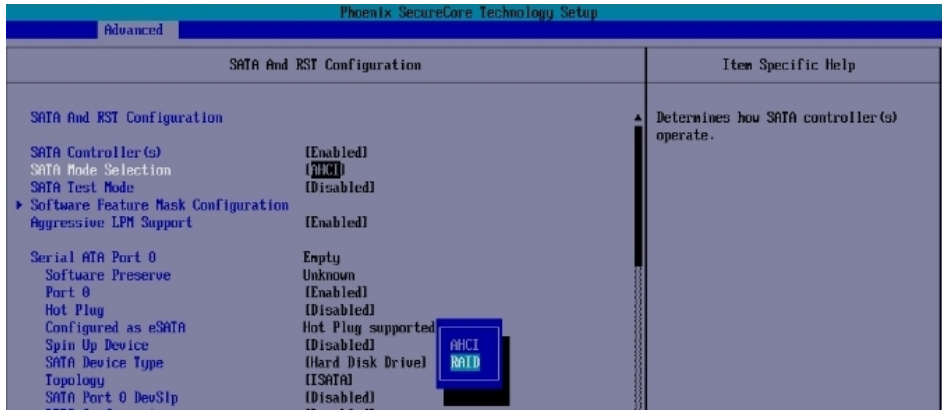 Phoenix SecureCore Technology Setup
Advanced
SATA And RST Configuration
Item Specific Help
SATA And RST Configuration
Determines how SATA controller(s)
operate.
SATA Controller(s) [Enabled]
SATA Mode Selection [AHCI]
SATA Test Mode [Disabled]
Software Feature Mask Configuration
Aggressive LPM Support [Enabled]
Serial ATA Port 0 Empty
Software Preserve Unknown
Port 0 [Enabled]
Hot Plug [Disabled]
Configured as eSATA Hot Plug supported
Spin Up Device [Disabled]
SATA Device Type [Hard Disk Drive]
Topology [ISATA]
SATA Port 0 DevSlp [Disabled]
AHCI
RAID